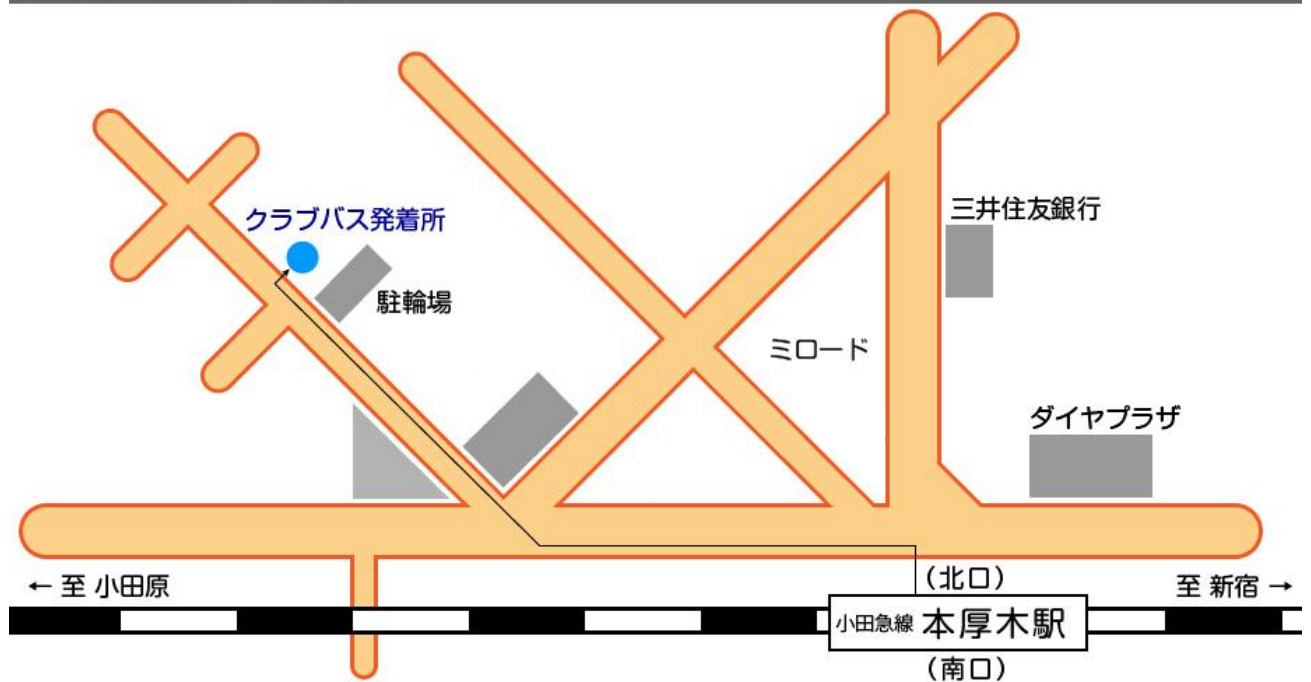 クラブバス発着所
三井住友銀行
駐輪場
ミロード
ダイヤプラザ
← 至 小田原
(北口)
至 新宿 →
小田急線 本厚木駅
(南口)